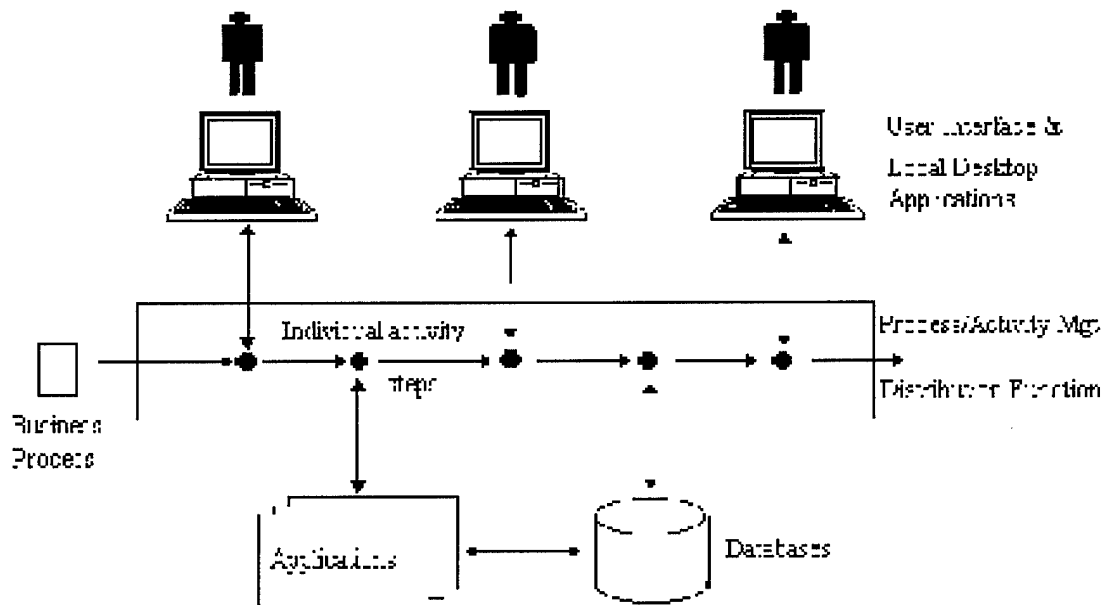 User Interface &
Local Desktop
Applications
Individual activity
steps
Process/Activity Mgt
Distribution Function
Business
Process
Applications
Databases